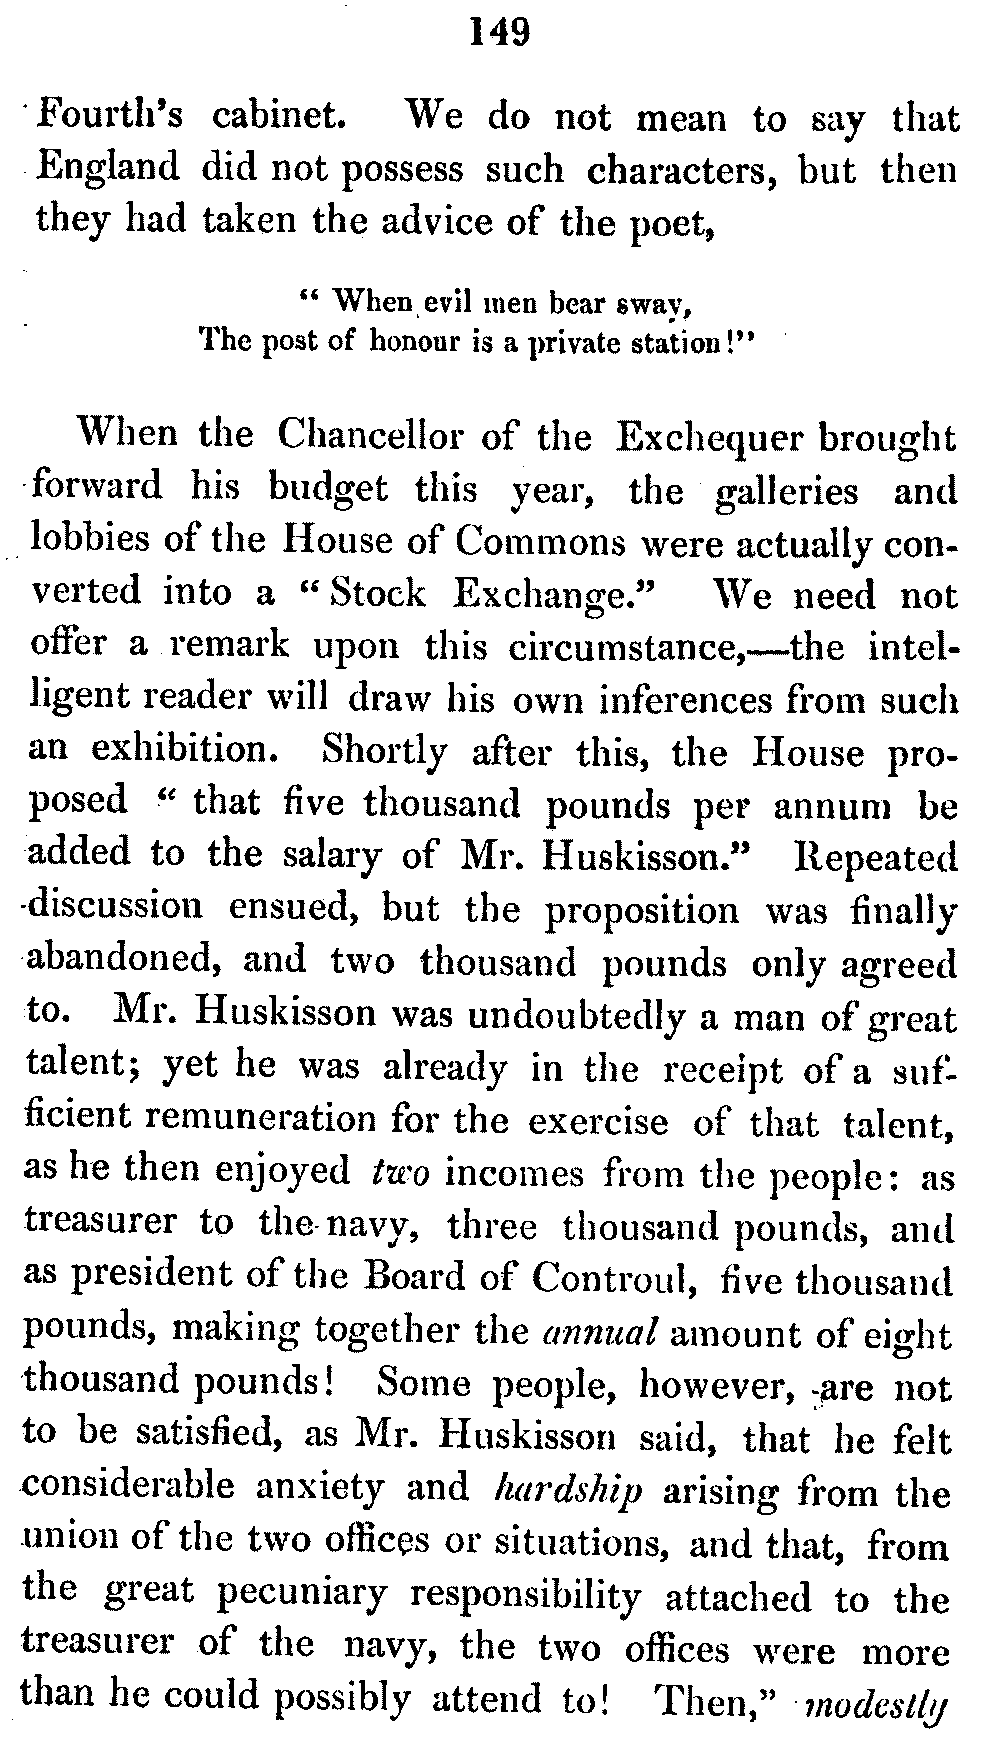 149
Fourth's cabinet. We do not mean to say that
England did not possess such characters, but then
they had taken the advice of the poet,
“ When evil men bear sway,
The post of honour is a private station!”
When the Chancellor of the Exchequer brought
forward his budget this year, the galleries and
lobbies of the House of Commons were actually con-
verted into a “ Stock Exchange.” We need not
offer a remark upon this circumstance,—the intel-
ligent reader will draw his own inferences from such
an exhibition. Shortly after this, the House pro-
posed “ that five thousand pounds per annum be
added to the salary of Mr. Huskisson.” Repeated
discussion ensued, but the proposition was finally
abandoned, and two thousand pounds only agreed
to. Mr. Huskisson was undoubtedly a man of great
talent; yet he was already in the receipt of a suf-
ficient remuneration for the exercise of that talent,
as he then enjoyed two incomes from the people: as
treasurer to the navy, three thousand pounds, and
as president of the Board of Controul, five thousand
pounds, making together the annual amount of eight
thousand pounds! Some people, however, are not
to be satisfied, as Mr. Huskisson said, that he felt
considerable anxiety and hardship arising from the
union of the two offices or situations, and that, from
the great pecuniary responsibility attached to the
treasurer of the navy, the two offices were more
than he could possibly attend to! Then,” modestly